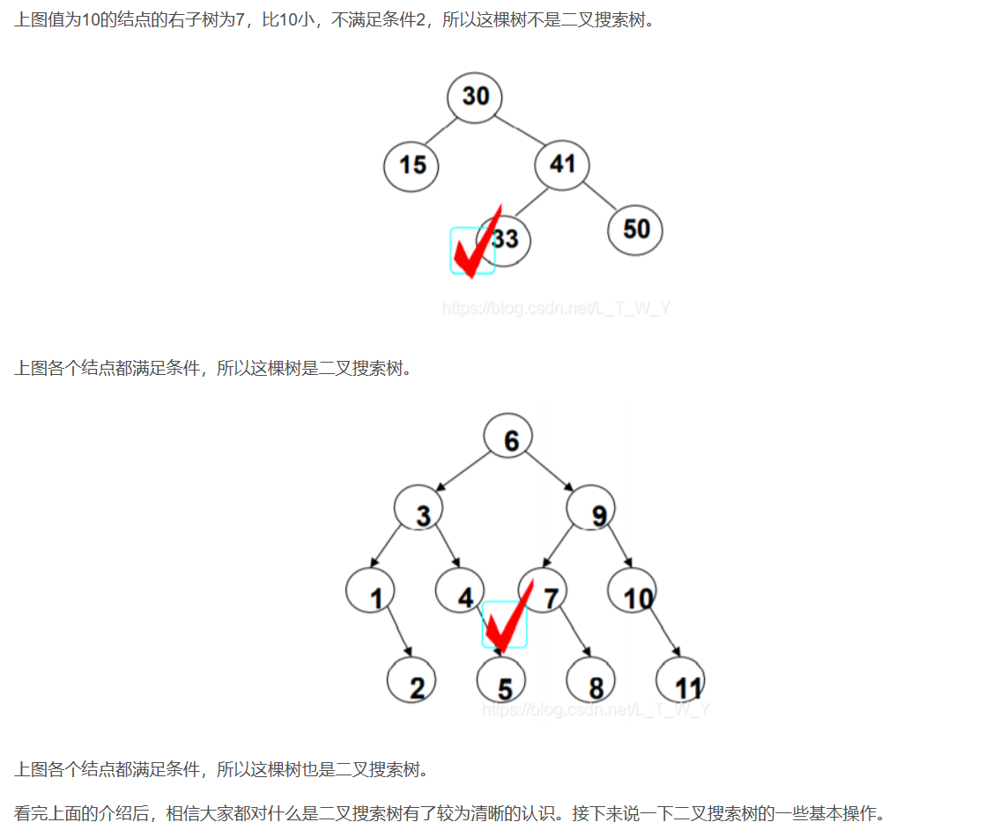 上图值为10的结点的右子树为7，比10小，不满足条件2，所以这棵树不是二叉搜索树。
30
15
41
33
50
https://blog.csdn.net/L_T_W_Y
上图各个结点都满足条件，所以这棵树是二叉搜索树。
6
3
9
1
4
7
10
2
5
8
11
https://blog.csdn.net/L_T_W_Y
上图各个结点都满足条件，所以这棵树也是二叉搜索树。
看完上面的介绍后，相信大家都对什么是二叉搜索树有了较为清晰的认识。接下来说一下二叉搜索树的一些基本操作。